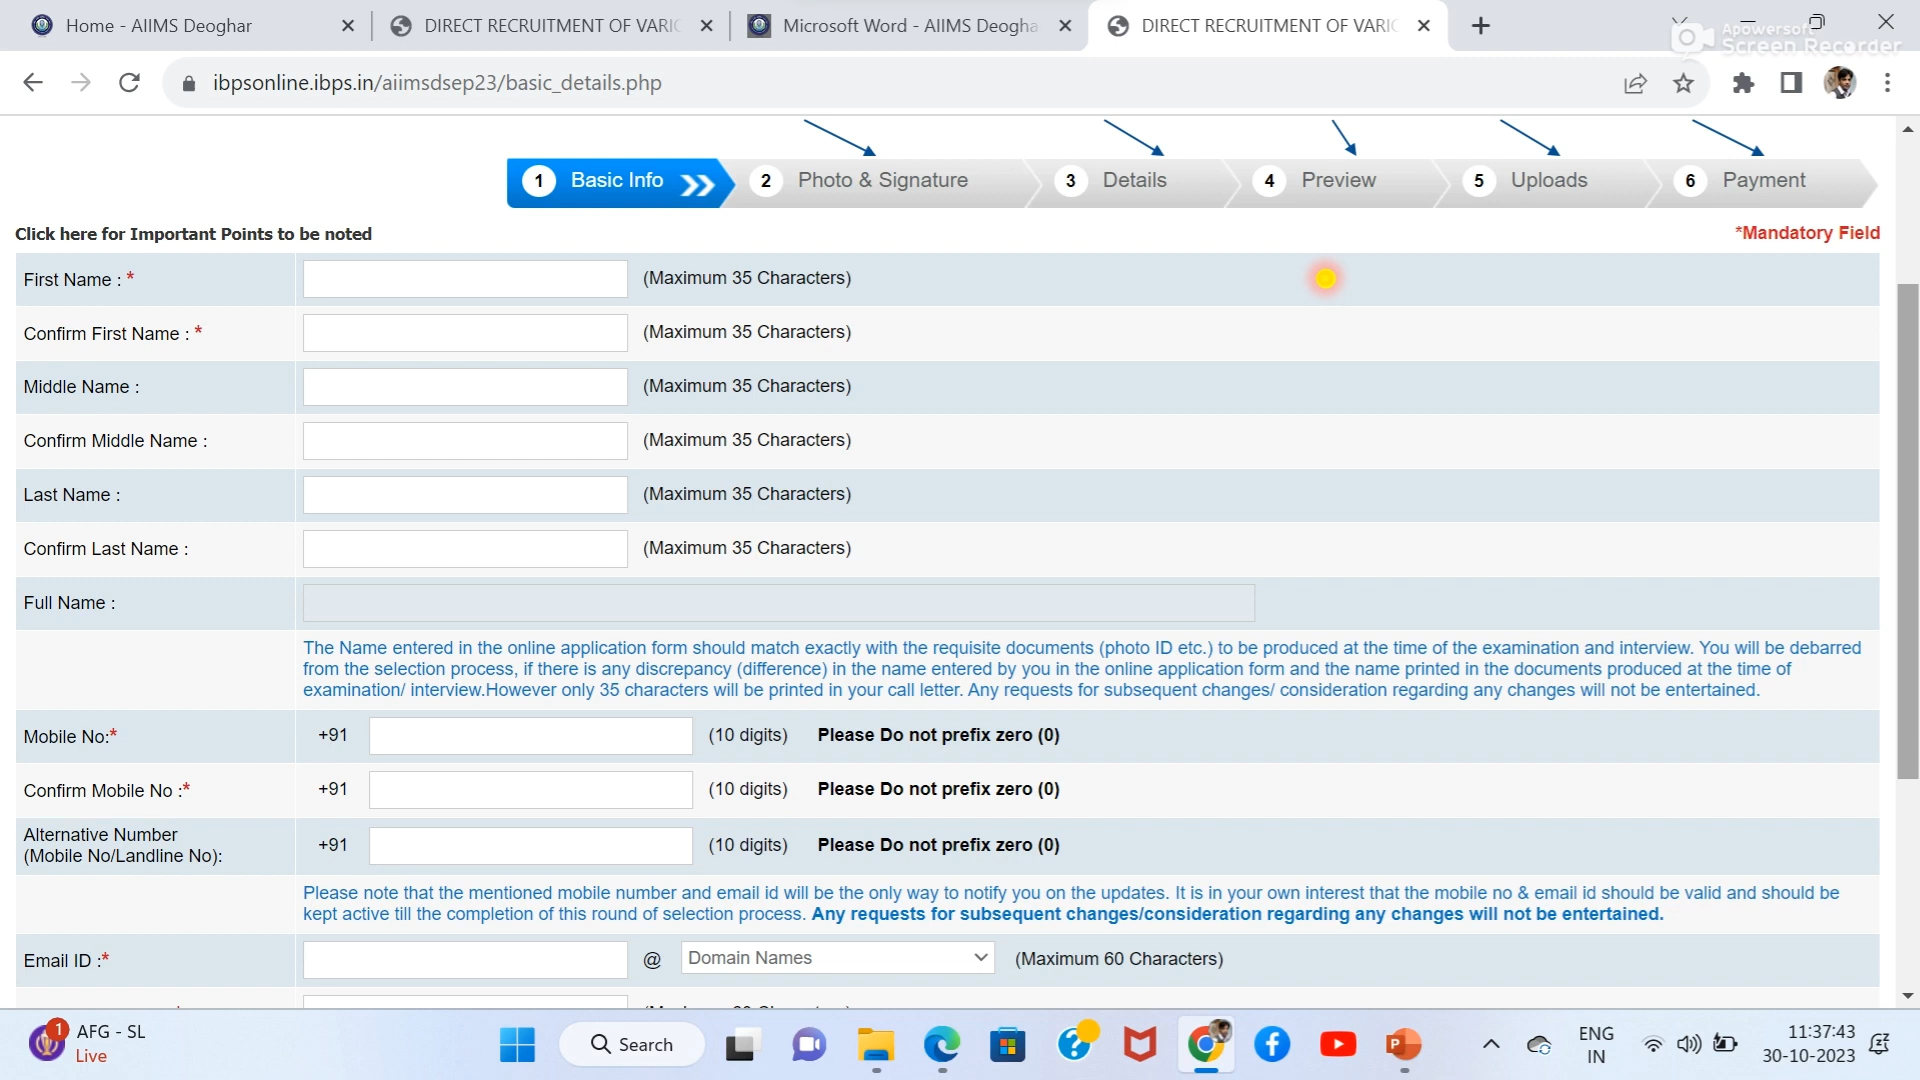 Home - AIIMS Deoghar
DIRECT RECRUITMENT OF VARIC
Microsoft Word - AIIMS Deogha
DIRECT RECRUITMENT OF VARIC
Apowersoft
Screen Recorder
ibpsonline.ibps.in/aiimsdsep23/basic_details.php
1 Basic Info
2 Photo & Signature
3 Details
4 Preview
5 Uploads
6 Payment
Click here for Important Points to be noted
*Mandatory Field
First Name : * (Maximum 35 Characters)
Confirm First Name : * (Maximum 35 Characters)
Middle Name : (Maximum 35 Characters)
Confirm Middle Name : (Maximum 35 Characters)
Last Name : (Maximum 35 Characters)
Confirm Last Name : (Maximum 35 Characters)
Full Name :
The Name entered in the online application form should match exactly with the requisite documents (photo ID etc.) to be produced at the time of the examination and interview. You will be debarred
from the selection process, if there is any discrepancy (difference) in the name entered by you in the online application form and the name printed in the documents produced at the time of
examination/ interview.However only 35 characters will be printed in your call letter. Any requests for subsequent changes/ consideration regarding any changes will not be entertained.
Mobile No:* +91 (10 digits) Please Do not prefix zero (0)
Confirm Mobile No :* +91 (10 digits) Please Do not prefix zero (0)
Alternative Number
(Mobile No/Landline No): +91 (10 digits) Please Do not prefix zero (0)
Please note that the mentioned mobile number and email id will be the only way to notify you on the updates. It is in your own interest that the mobile no & email id should be valid and should be
kept active till the completion of this round of selection process. Any requests for subsequent changes/consideration regarding any changes will not be entertained.
Email ID :* @ Domain Names (Maximum 60 Characters)
1
AFG - SL
Live
Search
ENG
IN
11:37:43
30-10-2023